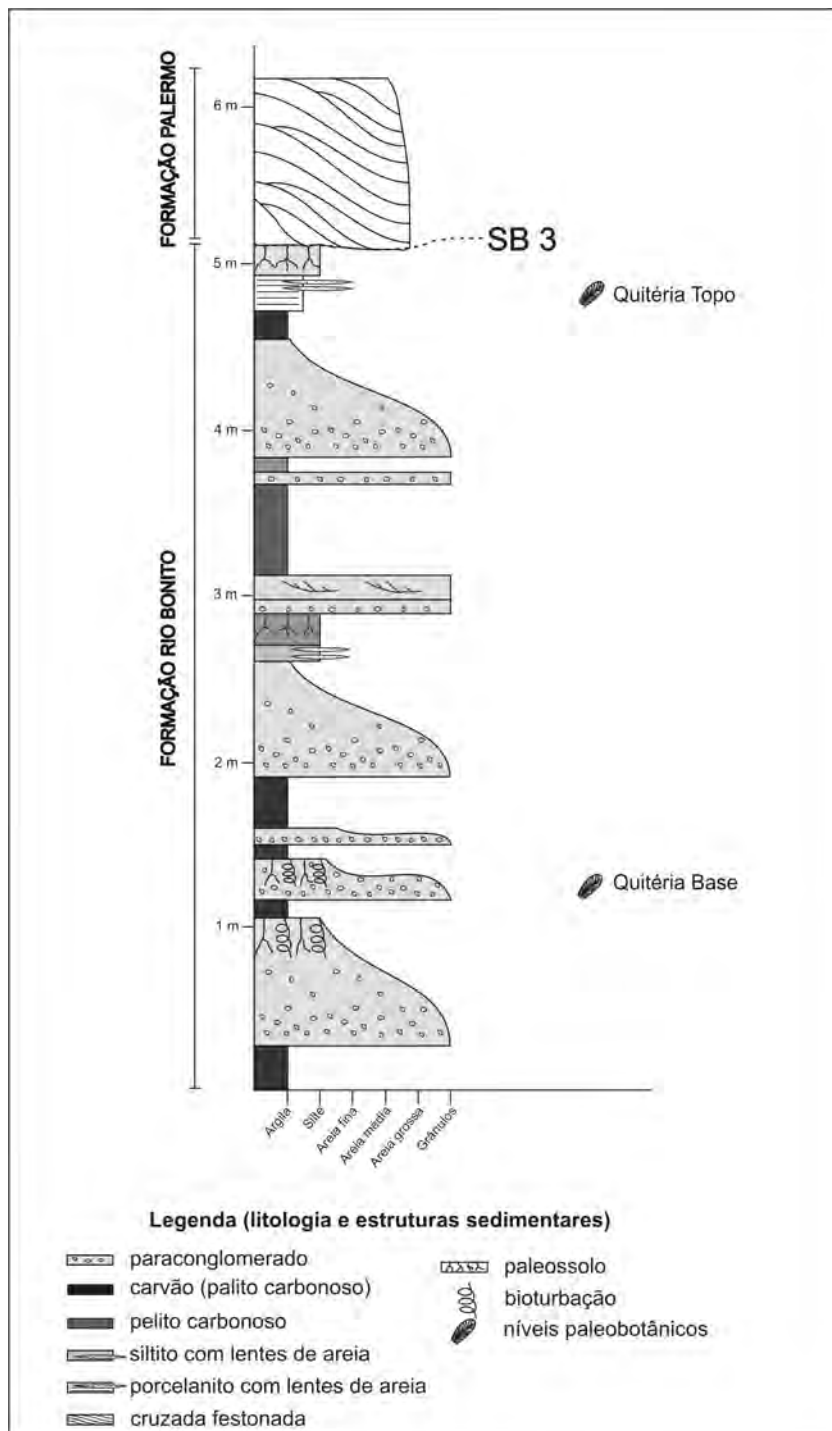 FORMAÇÃO PALERMO
6 m
SB 3
5 m
Quitéria Topo
4 m
FORMAÇÃO RIO BONITO
3 m
2 m
Quitéria Base
1 m
Argila
Silte
Areia fina
Areia média
Areia grossa
Grânulos
Legenda (litologia e estruturas sedimentares)
paraconglomerado
carvão (palito carbonoso)
pelito carbonoso
siltito com lentes de areia
porcelanito com lentes de areia
cruzada festonada
paleossolo
bioturbação
níveis paleobotânicos